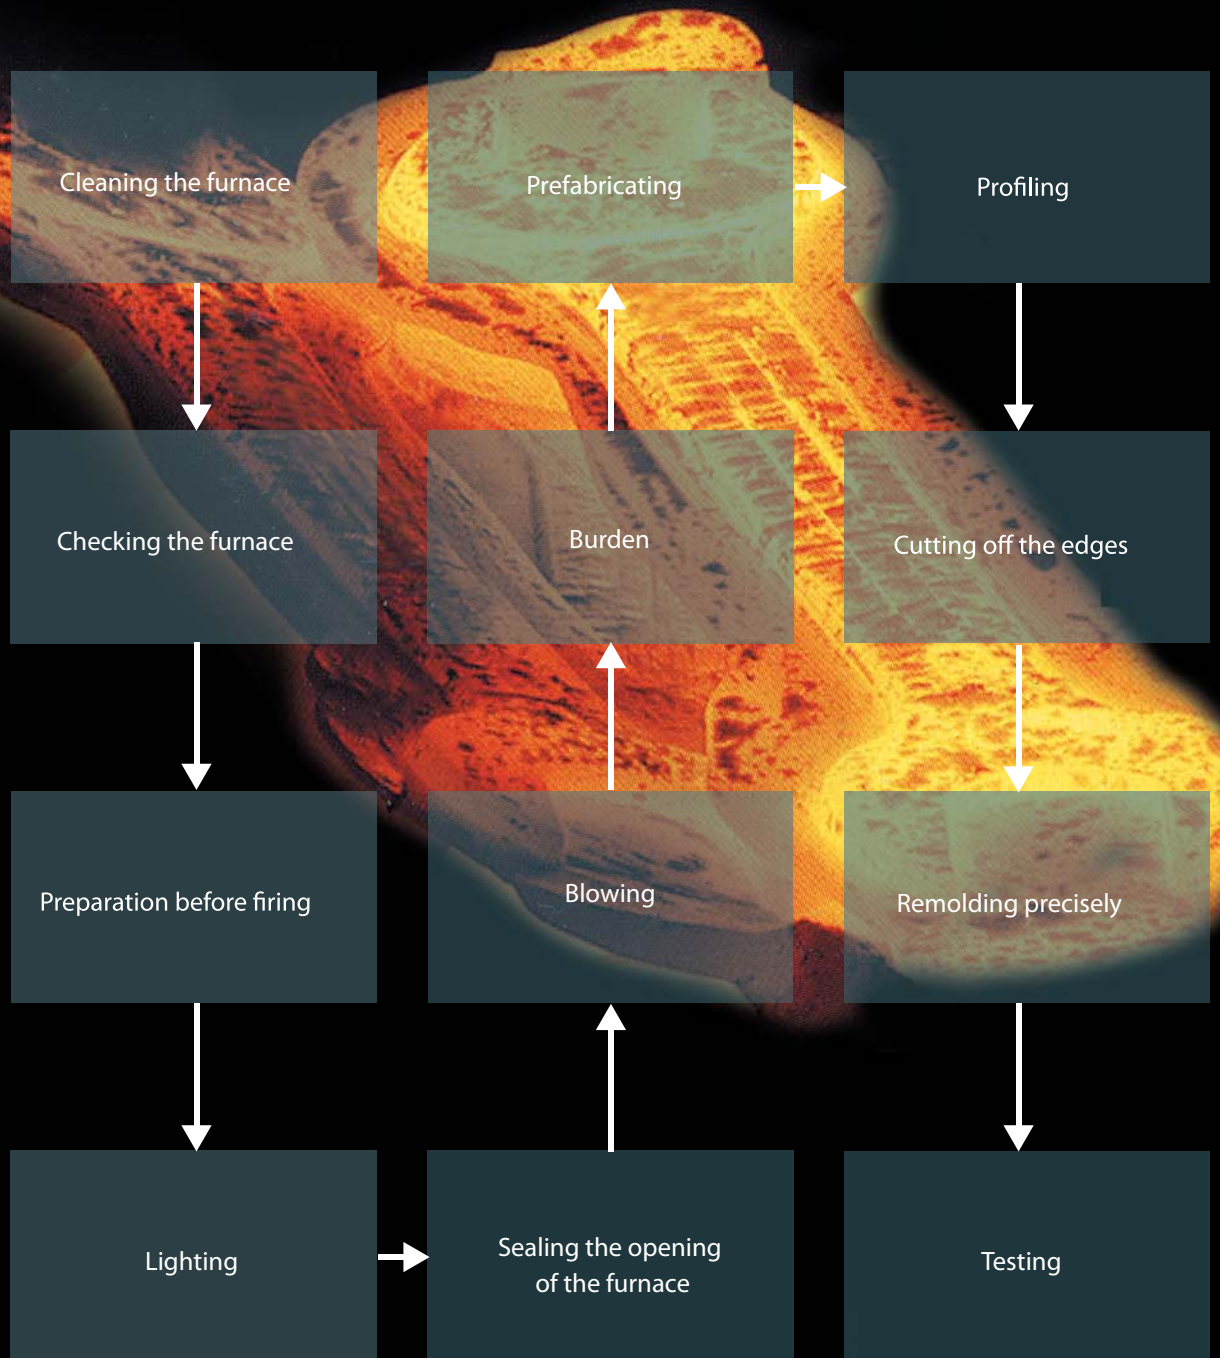 Cleaning the furnace
Checking the furnace
Preparation before firing
Lighting
Sealing the opening
of the furnace
Blowing
Burden
Prefabricating
Profiling
Cutting off the edges
Remolding precisely
Testing